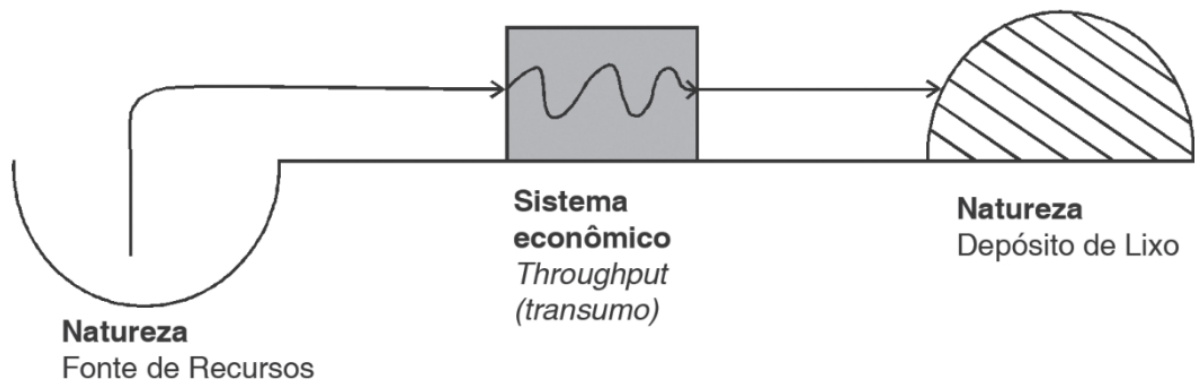 Natureza
Fonte de Recursos
Sistema
econômico
Throughput
(transumo)
Natureza
Depósito de Lixo